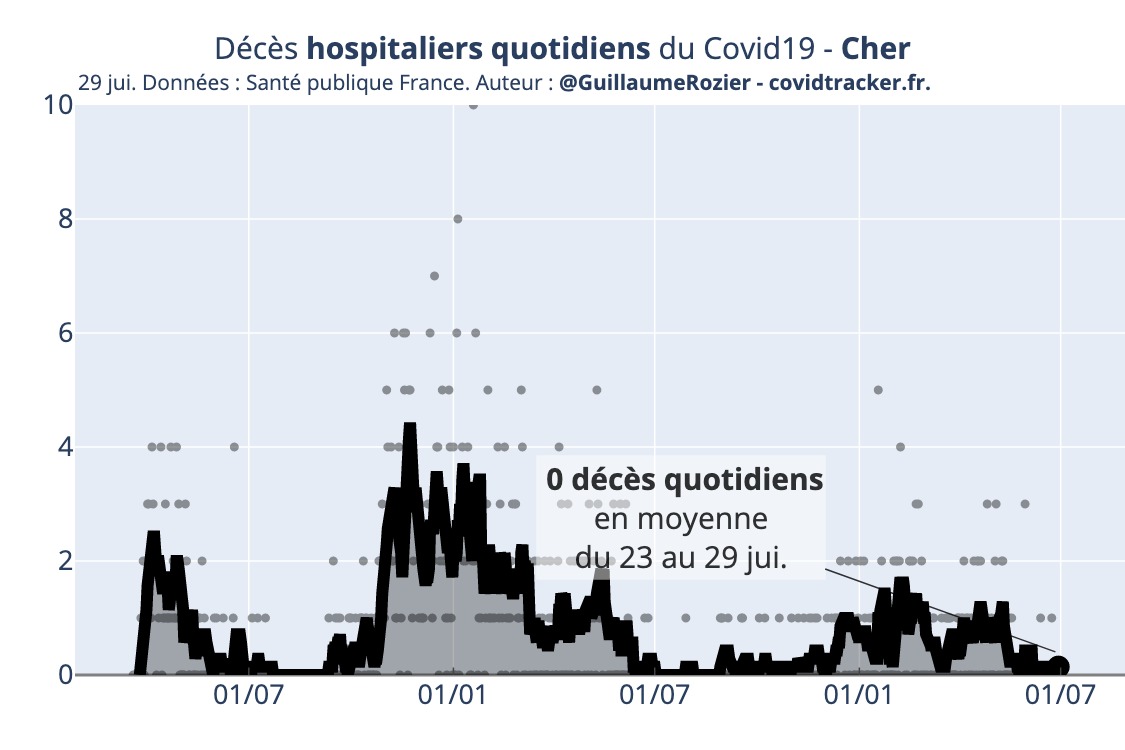 Décès hospitaliers quotidiens du Covid19 - Cher
29 jui. Données : Santé publique France. Auteur : @GuillaumeRozier - covidtracker.fr.
10
8
6
4
2
0
0 décès quotidiens
en moyenne
du 23 au 29 jui.
01/07 01/01 01/07 01/01 01/07